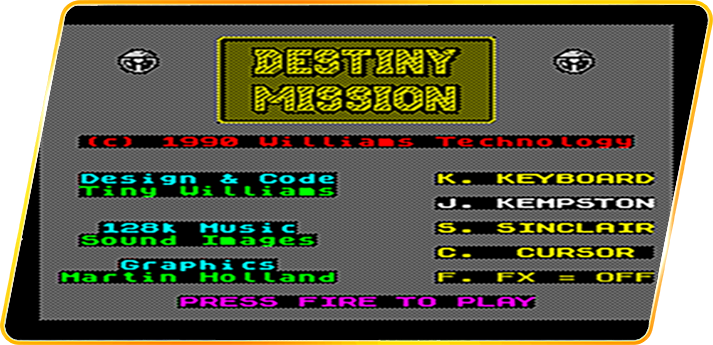 DESTINY
MISSION
(c) 1990 Williams Technology
Design & Code
Tiny Williams
128k Music
Sound Images
Graphics
Martin Holland
K. KEYBOARD
J. KEMPSTON
S. SINCLAIR
C. CURSOR
F. FX = OFF
PRESS FIRE TO PLAY